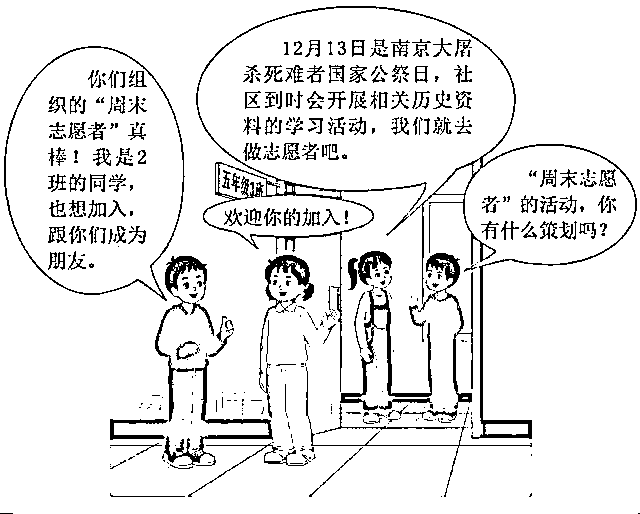 你们组
织的“周末
志愿者”真
棒！我是2
班的同学，
也想加入，
跟你们成为
朋友。
12月13日是南京大屠
杀死难者国家公祭日，社
区到时会开展相关历史资
料的学习活动，我们就去
做志愿者吧。
五年级1班
欢迎你的加入！
“周末志愿
者”的活动，你
有什么策划吗？